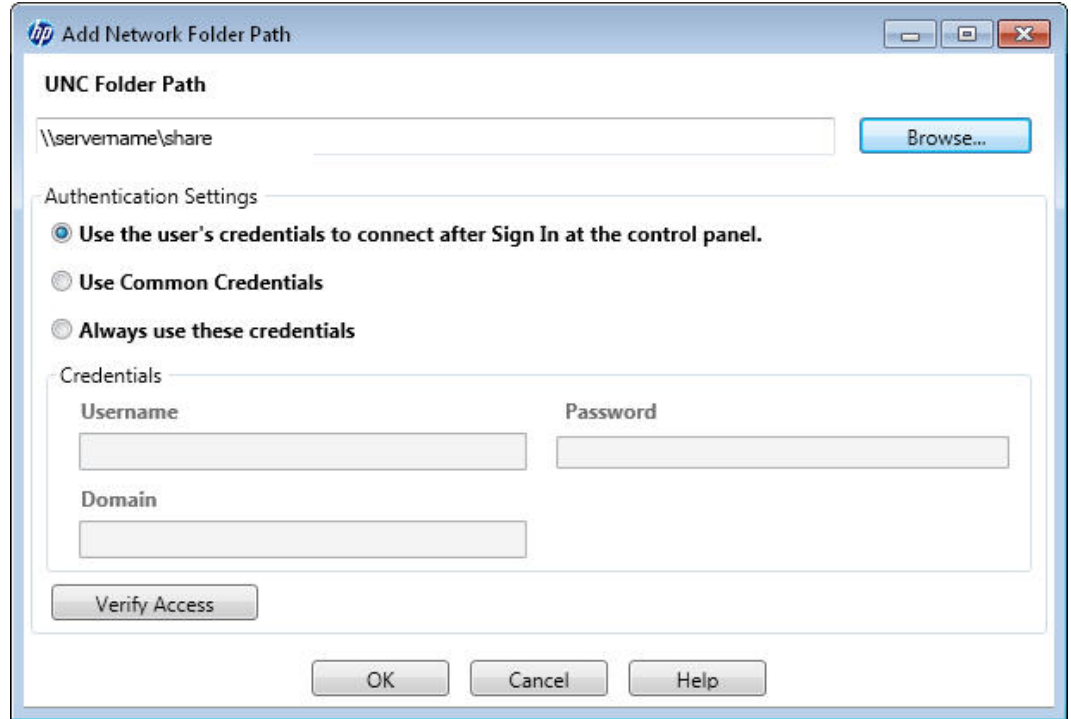 hp Add Network Folder Path
UNC Folder Path
\\servername\share
Browse...
Authentication Settings
Use the user's credentials to connect after Sign In at the control panel.
Use Common Credentials
Always use these credentials
Credentials
Username Password
Domain
Verify Access
OK Cancel Help